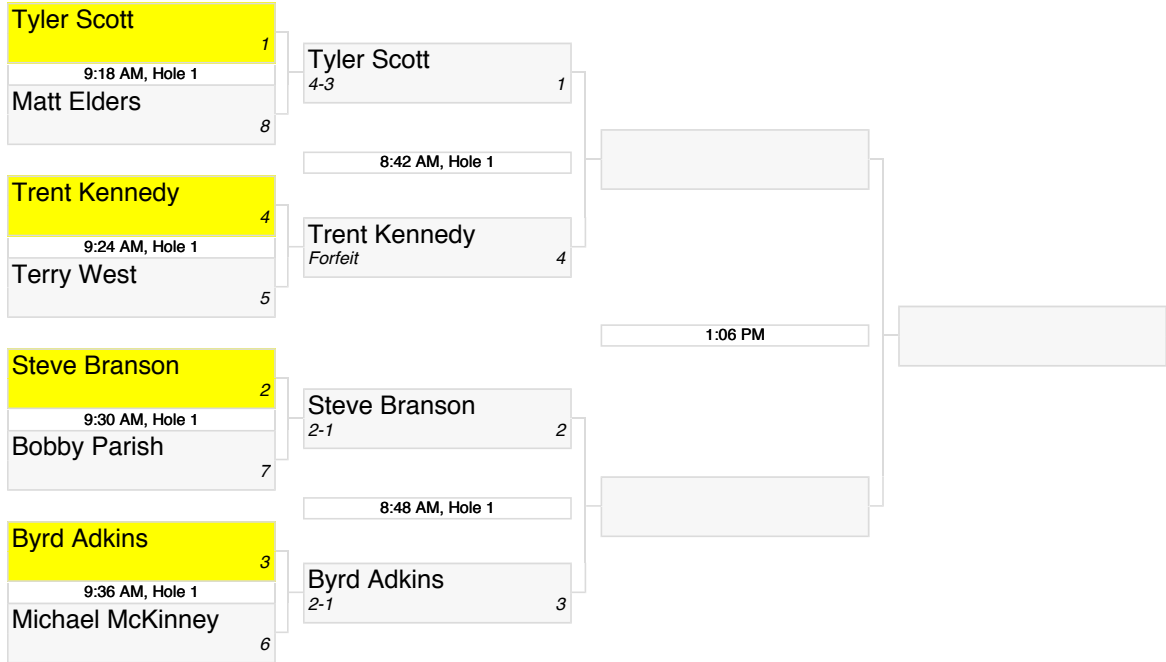 Tyler Scott
1
9:18 AM, Hole 1
Matt Elders
8
Trent Kennedy
4
9:24 AM, Hole 1
Terry West
5
Steve Branson
2
9:30 AM, Hole 1
Bobby Parish
7
Byrd Adkins
3
9:36 AM, Hole 1
Michael McKinney
6
Tyler Scott
4-3 1
8:42 AM, Hole 1
Trent Kennedy
Forfeit 4
Steve Branson
2-1 2
8:48 AM, Hole 1
Byrd Adkins
2-1 3
1:06 PM